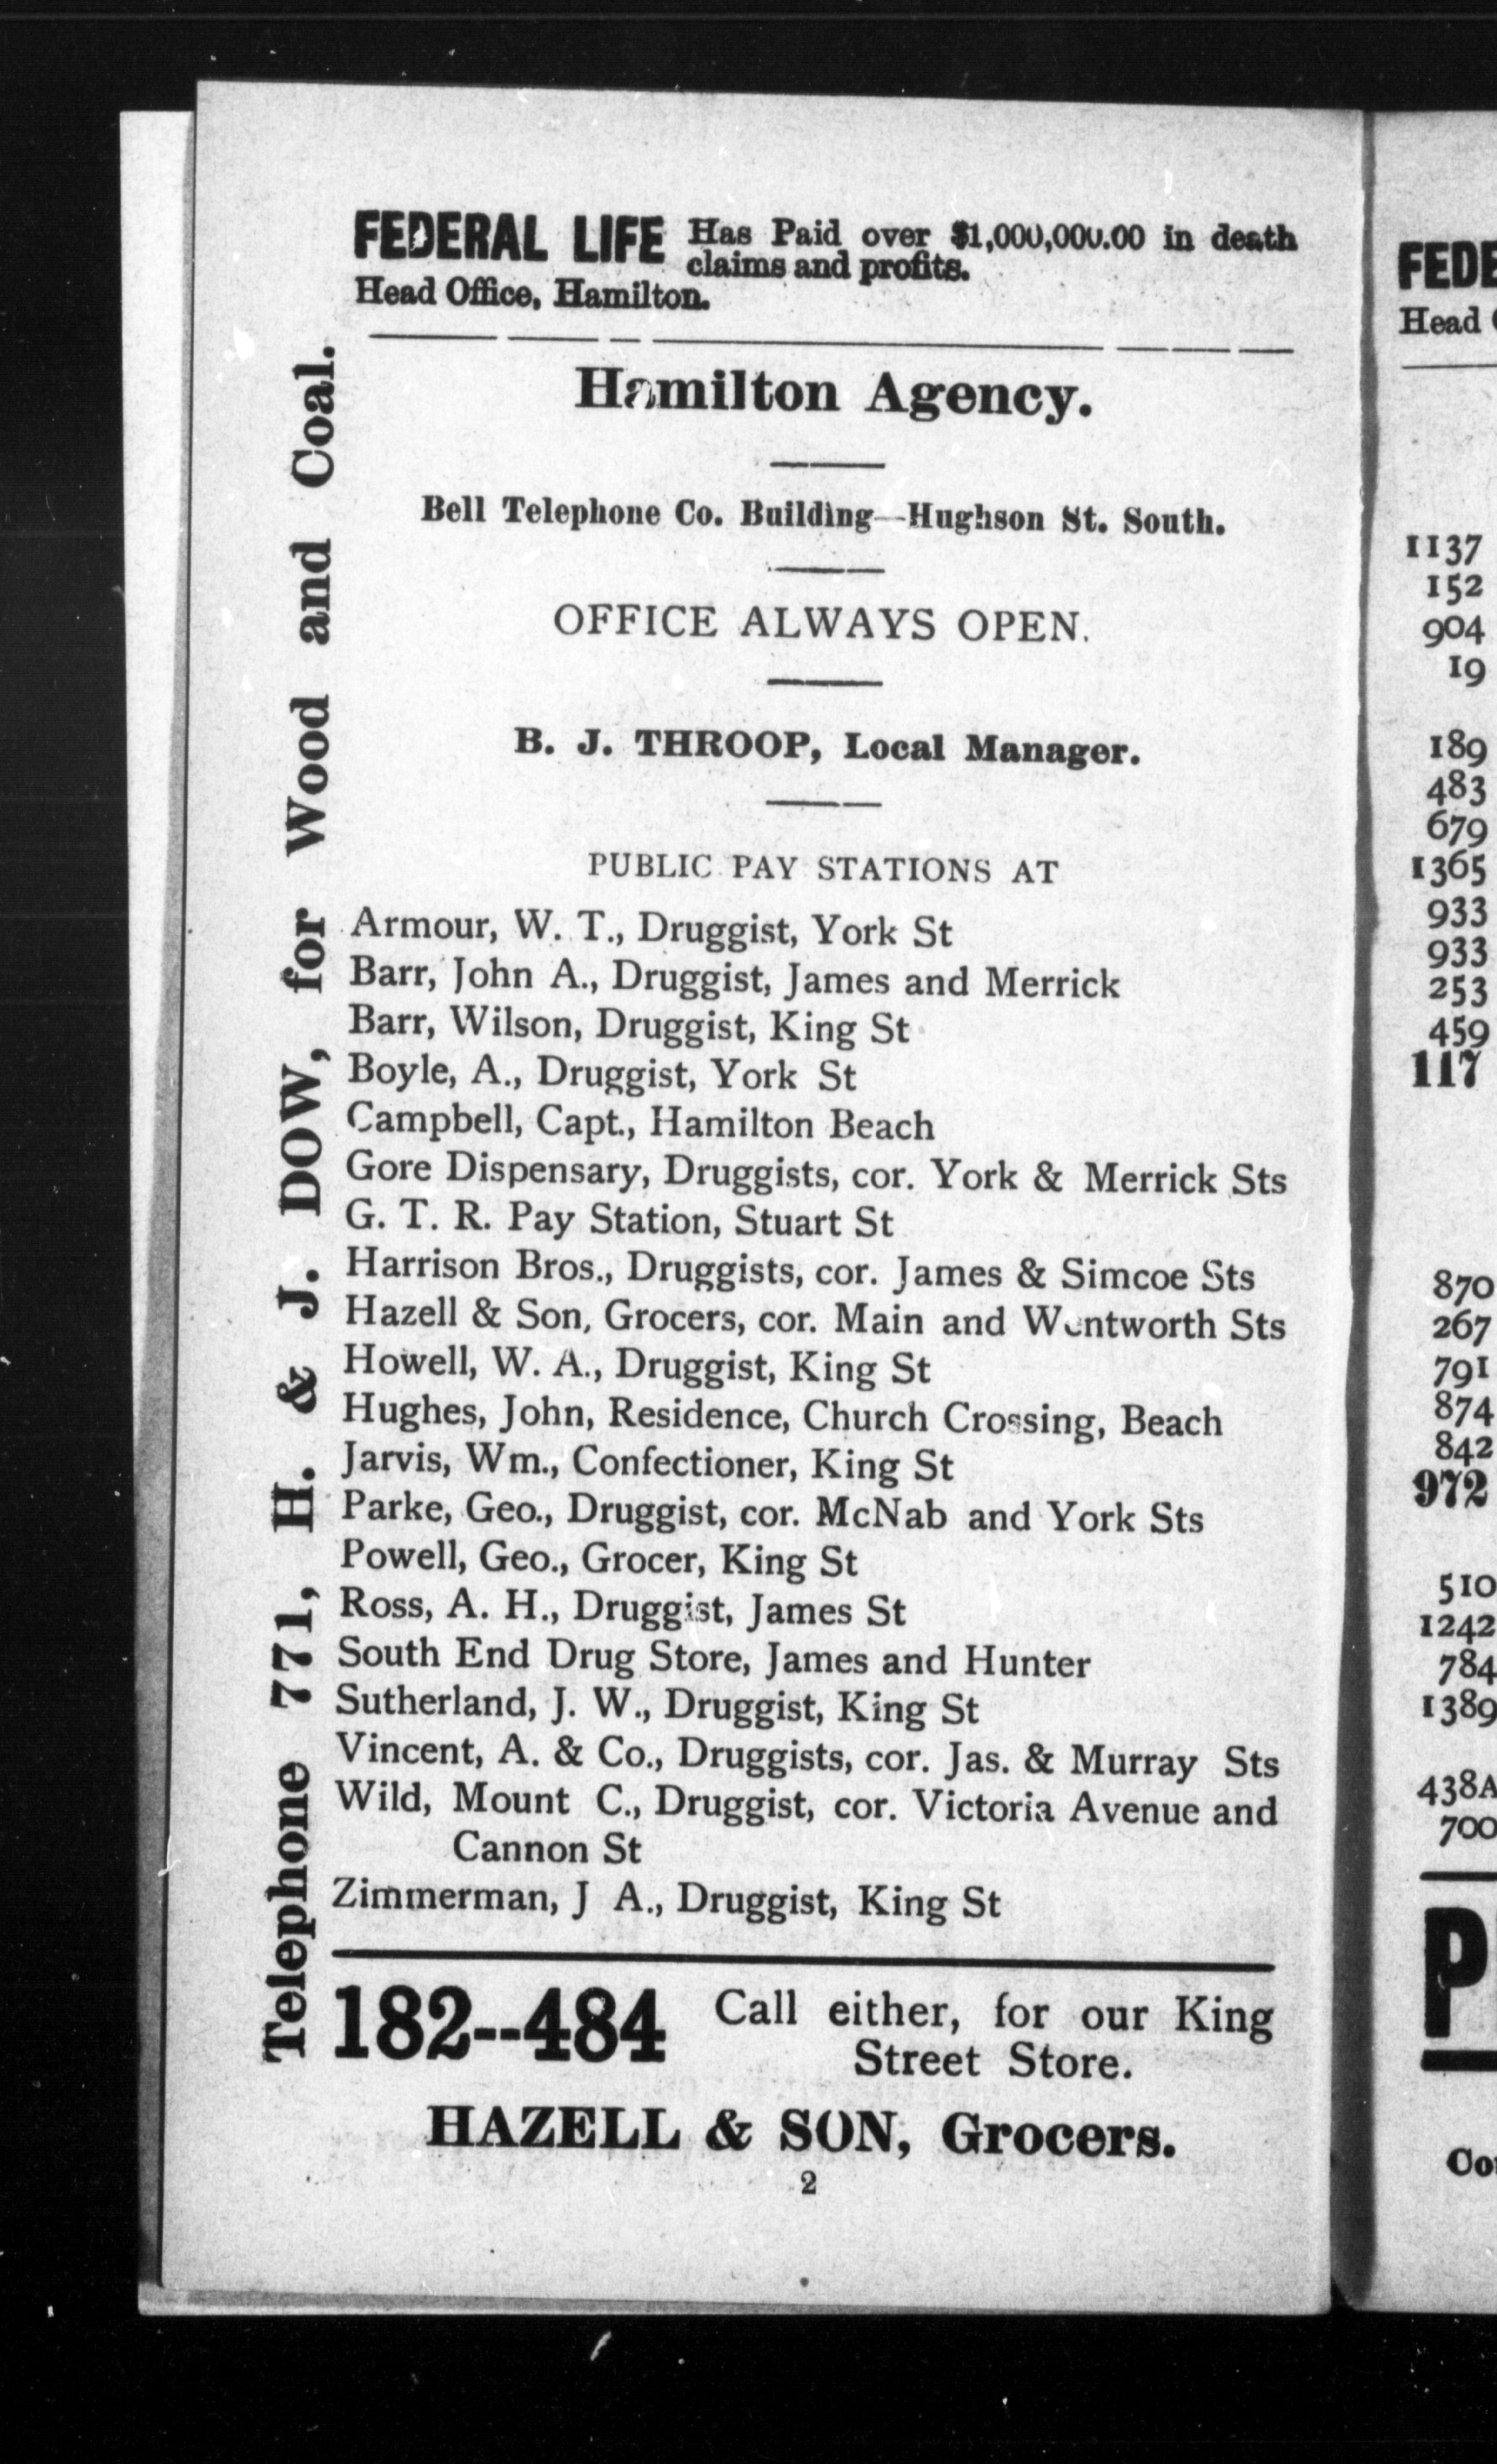 FEDERAL LIFE Has Paid over $1,000,000.00 in death
claims and profits.
Head Office, Hamilton.
Hamilton Agency.
Bell Telephone Co. Building—Hughson St. South.
OFFICE ALWAYS OPEN.
B. J. THROOP, Local Manager.
PUBLIC PAY STATIONS AT
Armour, W. T., Druggist, York St
Barr, John A., Druggist, James and Merrick
Barr, Wilson, Druggist, King St
Boyle, A., Druggist, York St
Campbell, Capt., Hamilton Beach
Gore Dispensary, Druggists, cor. York & Merrick Sts
G. T. R. Pay Station, Stuart St
Harrison Bros., Druggists, cor. James & Simcoe Sts
Hazell & Son, Grocers, cor. Main and Wentworth Sts
Howell, W. A., Druggist, King St
Hughes, John, Residence, Church Crossing, Beach
Jarvis, Wm., Confectioner, King St
Parke, Geo., Druggist, cor. McNab and York Sts
Powell, Geo., Grocer, King St
Ross, A. H., Druggist, James St
South End Drug Store, James and Hunter
Sutherland, J. W., Druggist, King St
Vincent, A. & Co., Druggists, cor. Jas. & Murray Sts
Wild, Mount C., Druggist, cor. Victoria Avenue and
Cannon St
Zimmerman, J A., Druggist, King St
182--484 Call either, for our King
Street Store.
HAZELL & SON, Grocers.
2
Telephone 771, H. & J. DOW, for Wood and Coal.
FEDE
Head
1137
152
904
19
189
483
679
1365
933
933
253
459
117
870
267
791
874
842
972
510
1242
784
1389
438A
700
P
Co